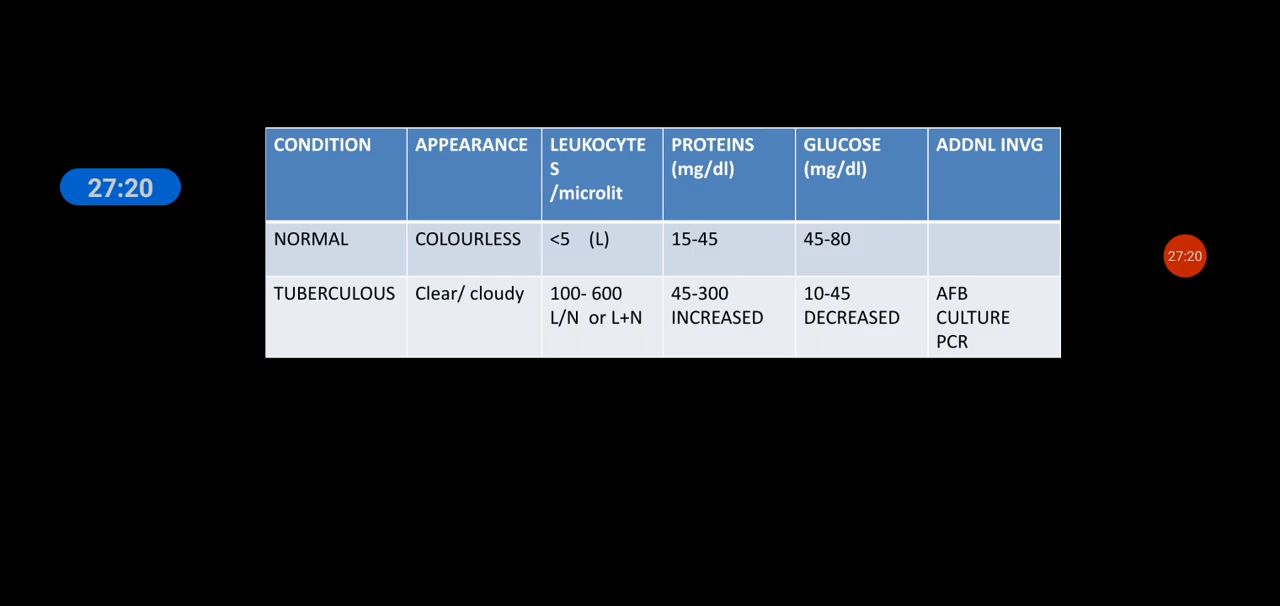 CONDITION APPEARANCE LEUKOCYTE PROTEINS GLUCOSE ADDNL INVG
S (mg/dl) (mg/dl)
/microlit
27:20
NORMAL COLOURLESS <5 (L) 15-45 45-80
27:20
TUBERCULOUS Clear/ cloudy 100- 600 45-300 10-45 AFB
L/N or L+N INCREASED DECREASED CULTURE
PCR